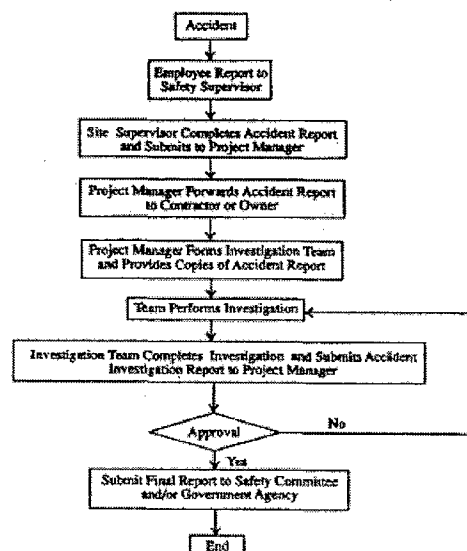 Accident
Employee Report to
Safety Supervisor
Site Supervisor Completes Accident Report
and Submits to Project Manager
Project Manager Forwards Accident Report
to Contractor or Owner
Project Manager Forms Investigation Team
and Provides Copies of Accident Report
Team Performs Investigation
Investigation Team Completes Investigation and Submits Accident
Investigation Report to Project Manager
Approval
No
Yes
Submit Final Report to Safety Committee
and/or Government Agency
End